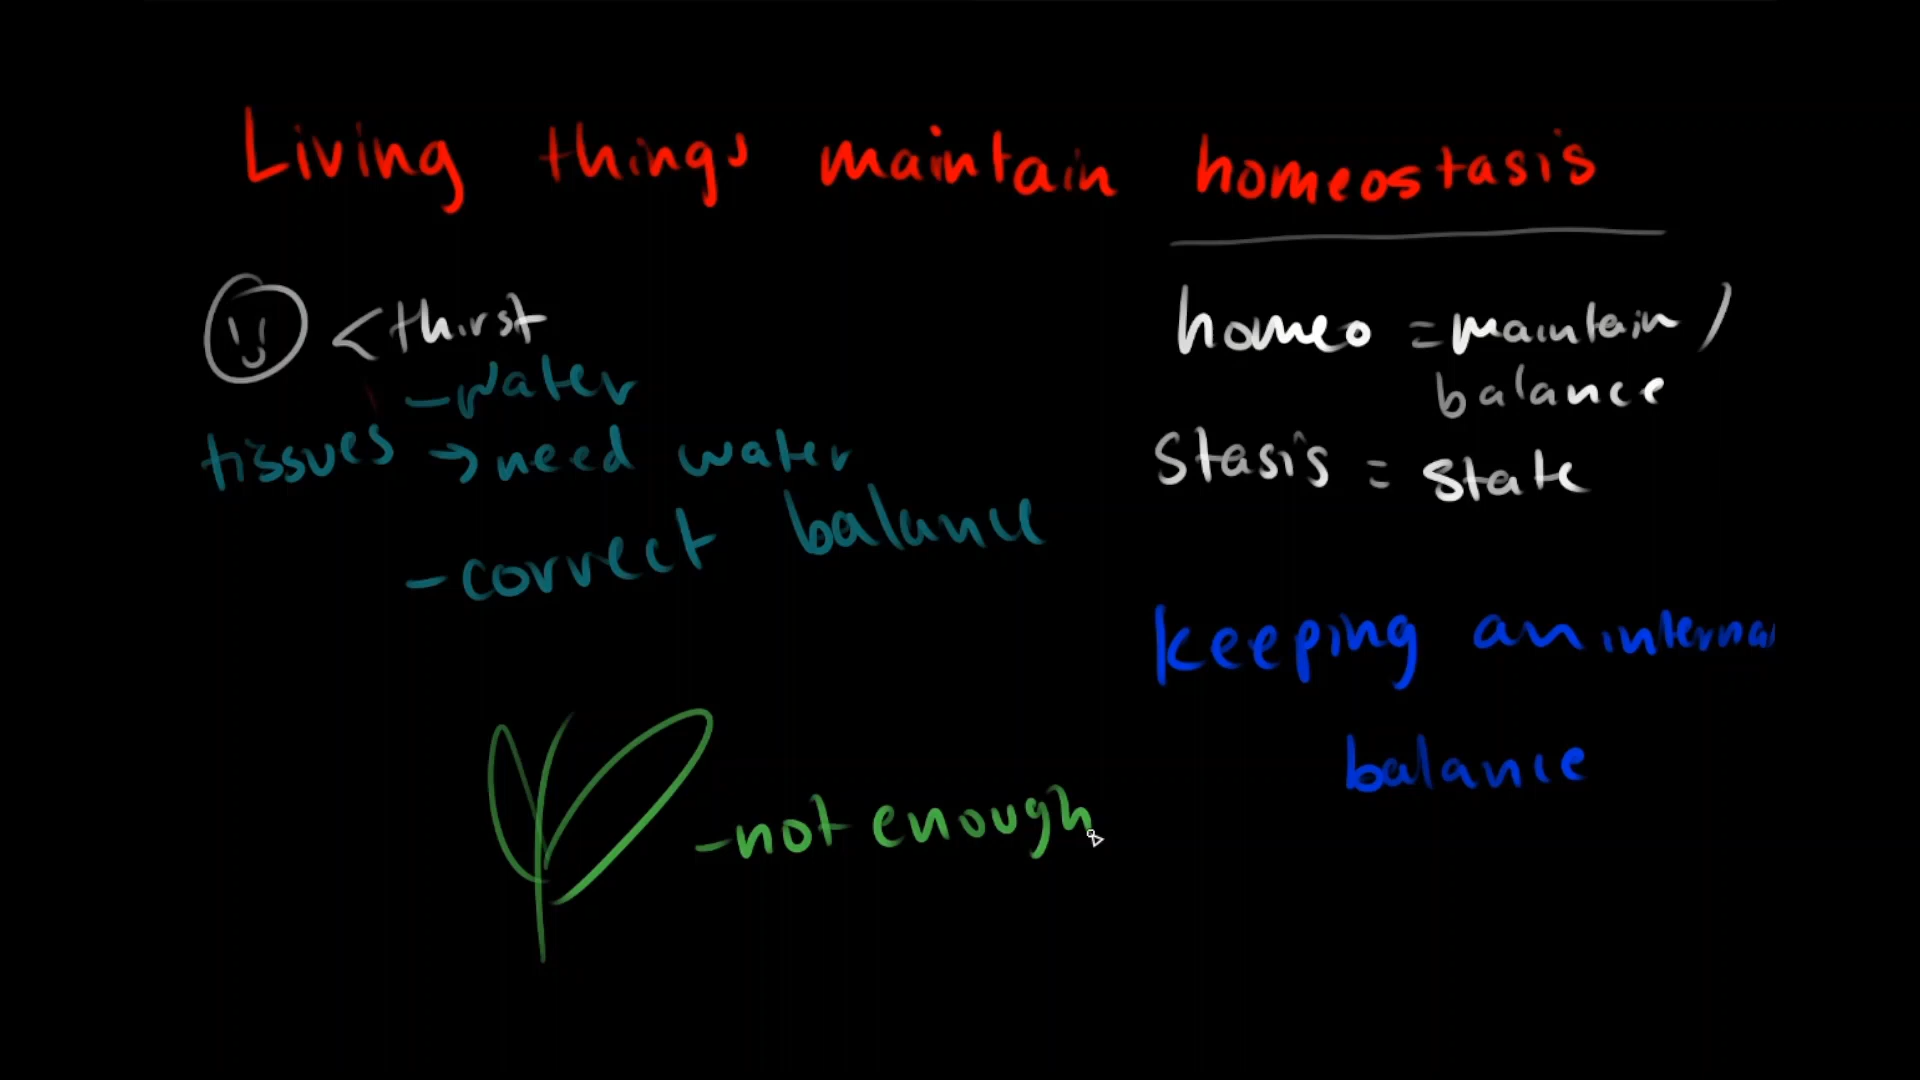 Living things maintain homeostasis
< thirst
- water
tissues → need water
- correct balance
homeo = maintain /
balance
stasis = state
keeping an internal
balance
- not enough